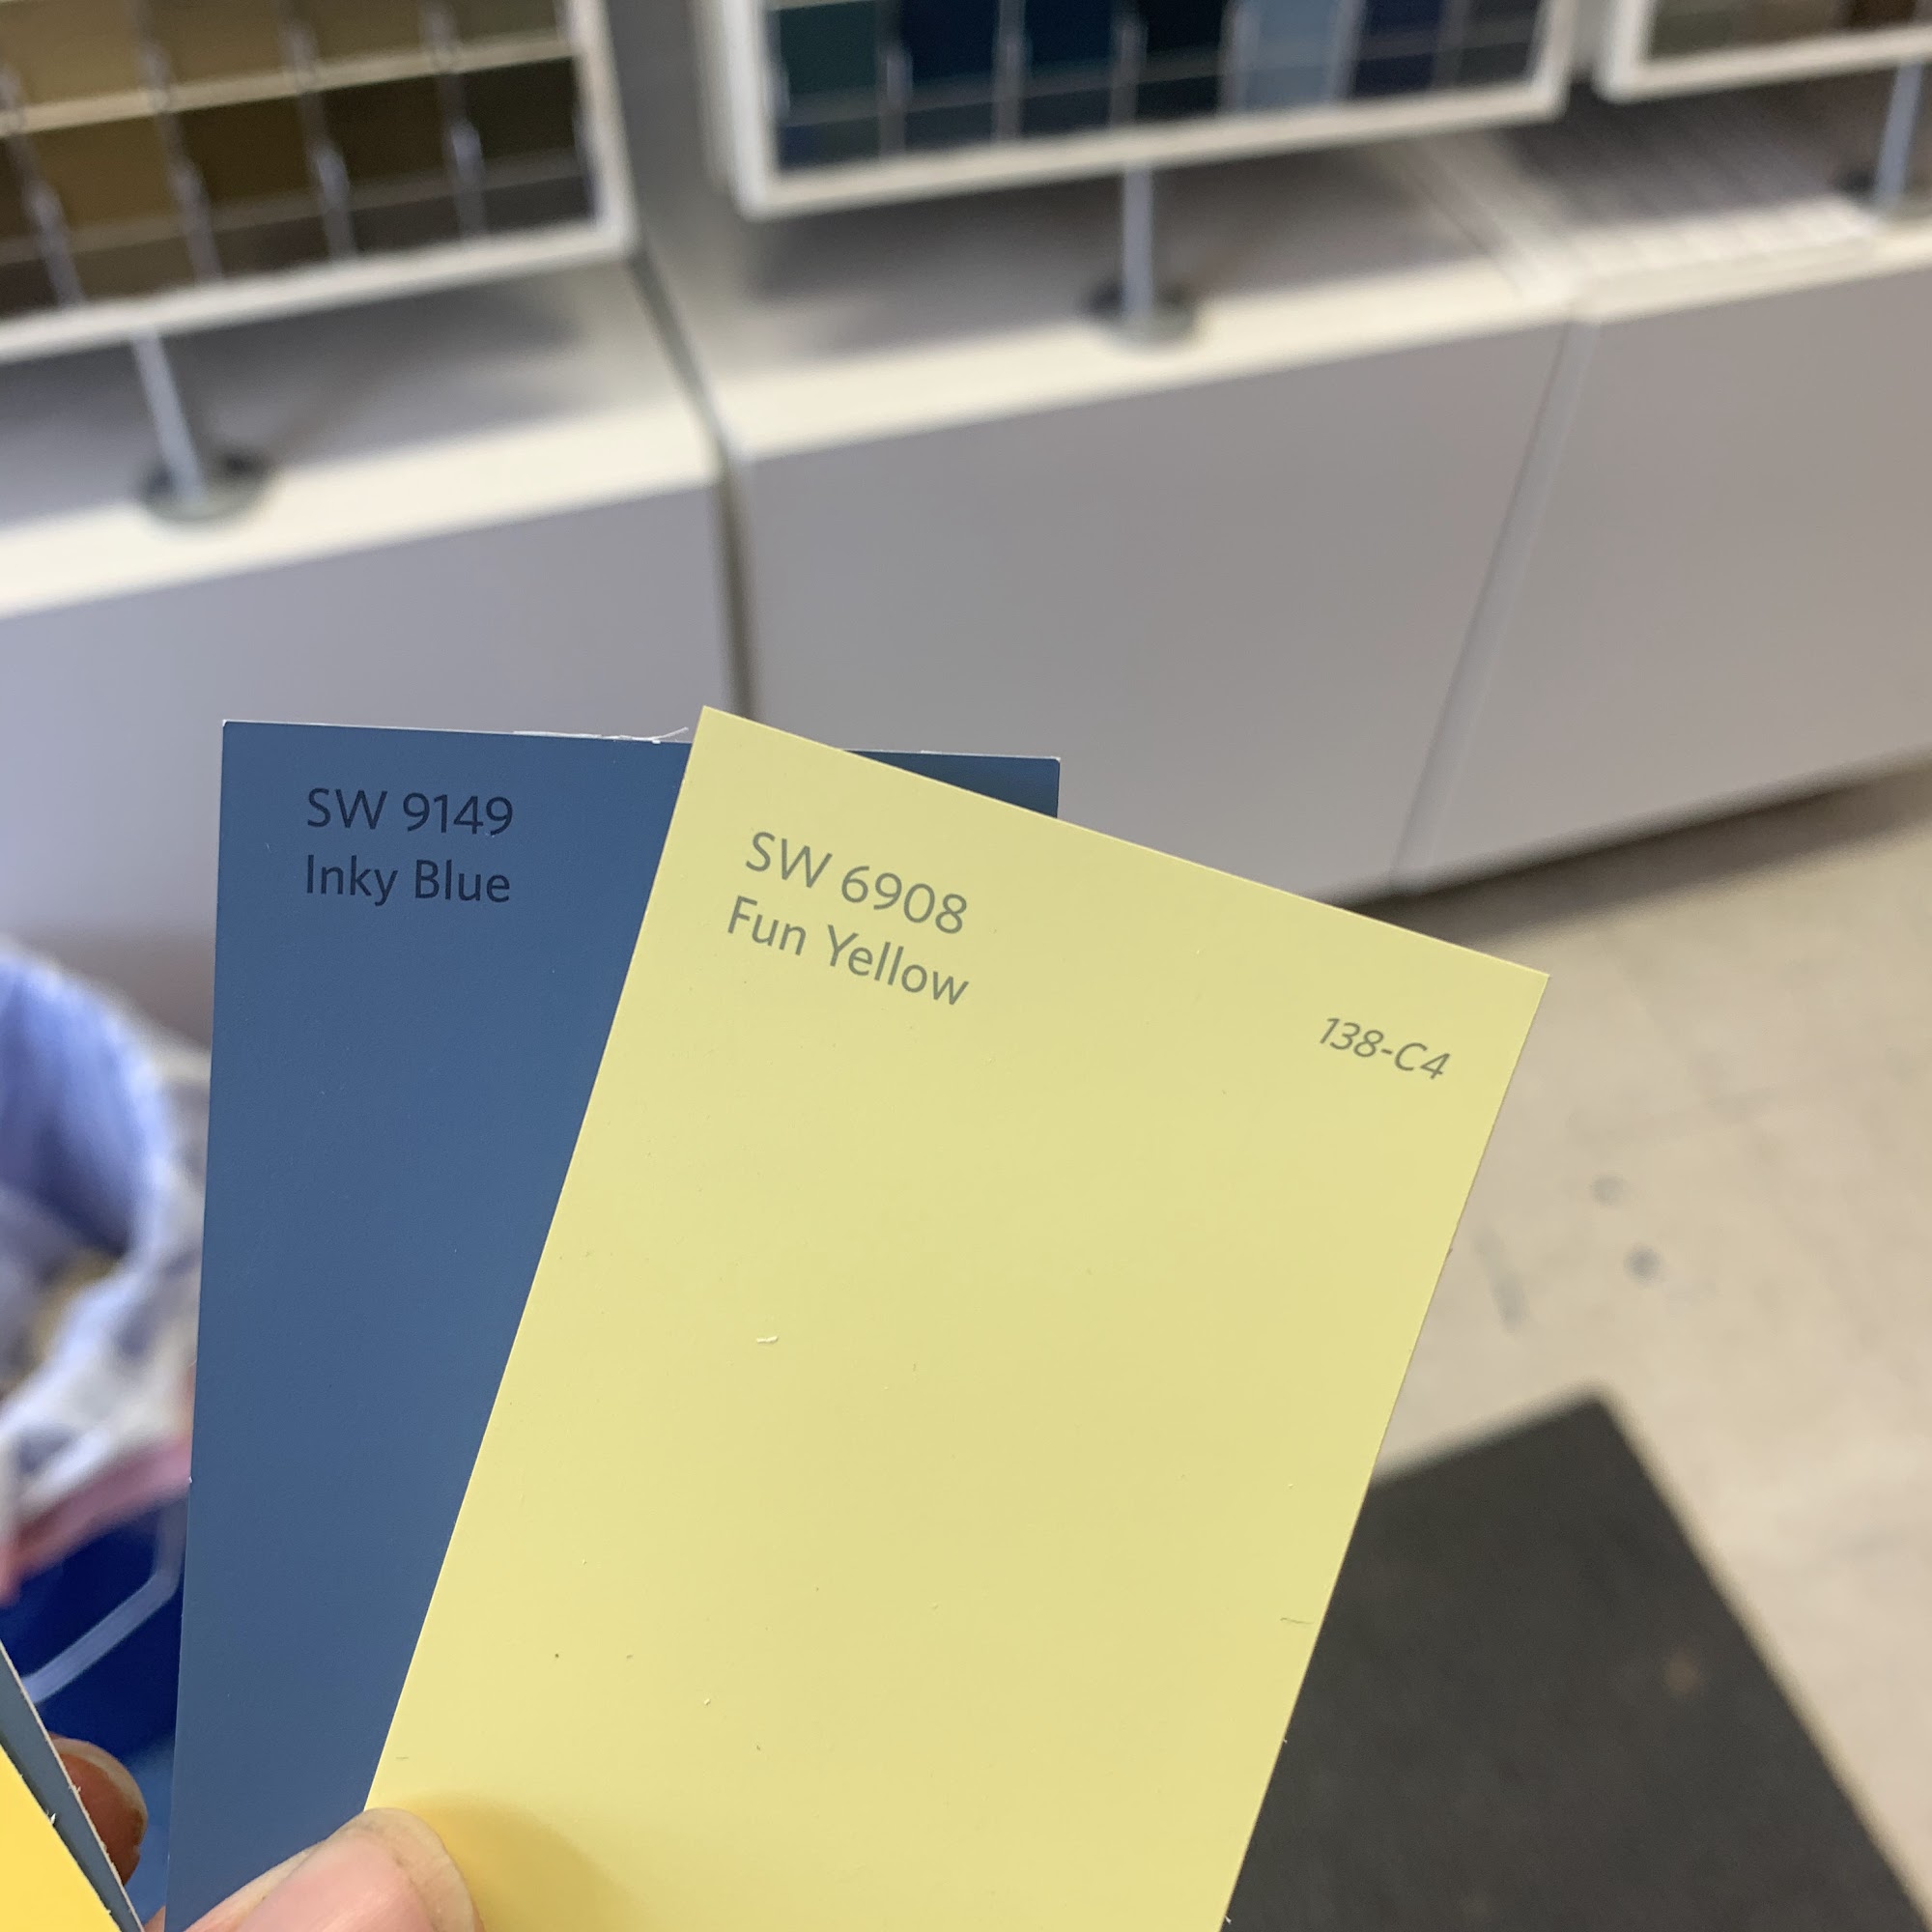 SW 9149
Inky Blue
SW 6908
Fun Yellow
138-C4